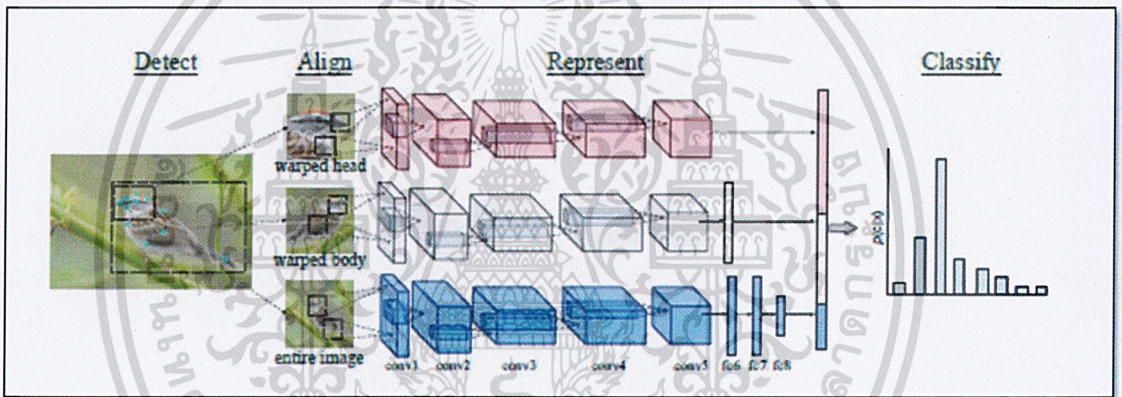 Detect
Align
Represent
Classify
warped head
warped body
entire image
conv1
conv2
conv3
conv4
conv5
fc6
fc7
fc8
p(c|x)